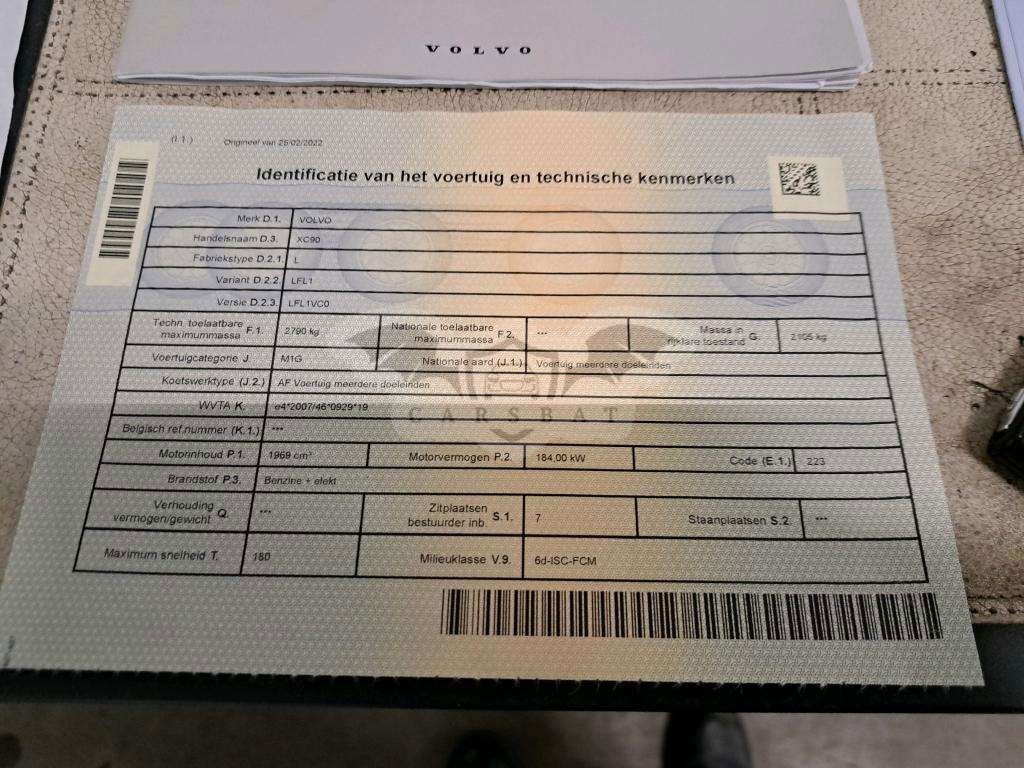 VOLVO
(I.1.) Origineel van 25/02/2022
Identificatie van het voertuig en technische kenmerken
Merk D.1. VOLVO
Handelsnaam D.3. XC90
Fabriekstype D.2.1. L
Variant D.2.2. LFL1
Versie D.2.3. LFL1VC0
Techn. toelaatbare maximummassa F.1. 2790 kg Nationale toelaatbare maximummassa F.2. --- Massa in rijklare toestand G. 2105 kg
Voertuigcategorie J. M1G Nationale aard (J.1.) Voertuig meerdere doeleinden
Koetswerktype (J.2.) AF Voertuig meerdere doeleinden
WVTA K. e4*2007/46*0929*19
CARSBAT
Belgisch ref.nummer (K.1.) ---
Motorinhoud P.1. 1969 cm³ Motorvermogen P.2. 184,00 kW Code (E.1.) 223
Brandstof P.3. Benzine + elekt
Verhouding vermogen/gewicht Q. --- Zitplaatsen bestuurder inb. S.1. 7 Staanplaatsen S.2. ---
Maximum snelheid T. 180 Milieuklasse V.9. 6d-ISC-FCM